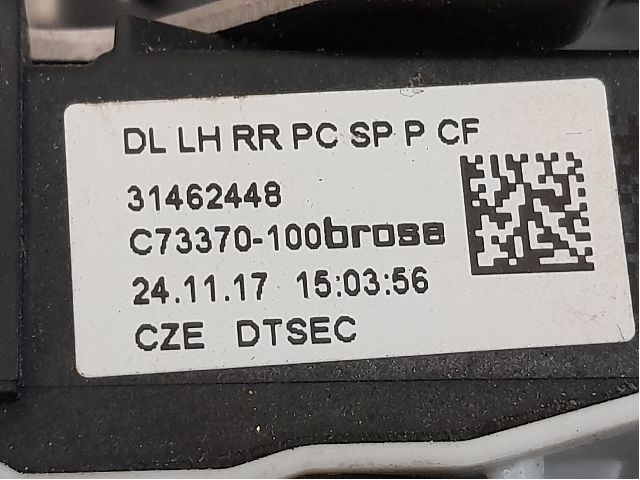 DL LH RR PC SP P CF
31462448
C73370-100brose
24.11.17 15:03:56
CZE DTSEC